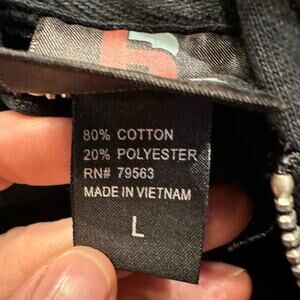 80% COTTON
20% POLYESTER
RN# 79563
MADE IN VIETNAM
L